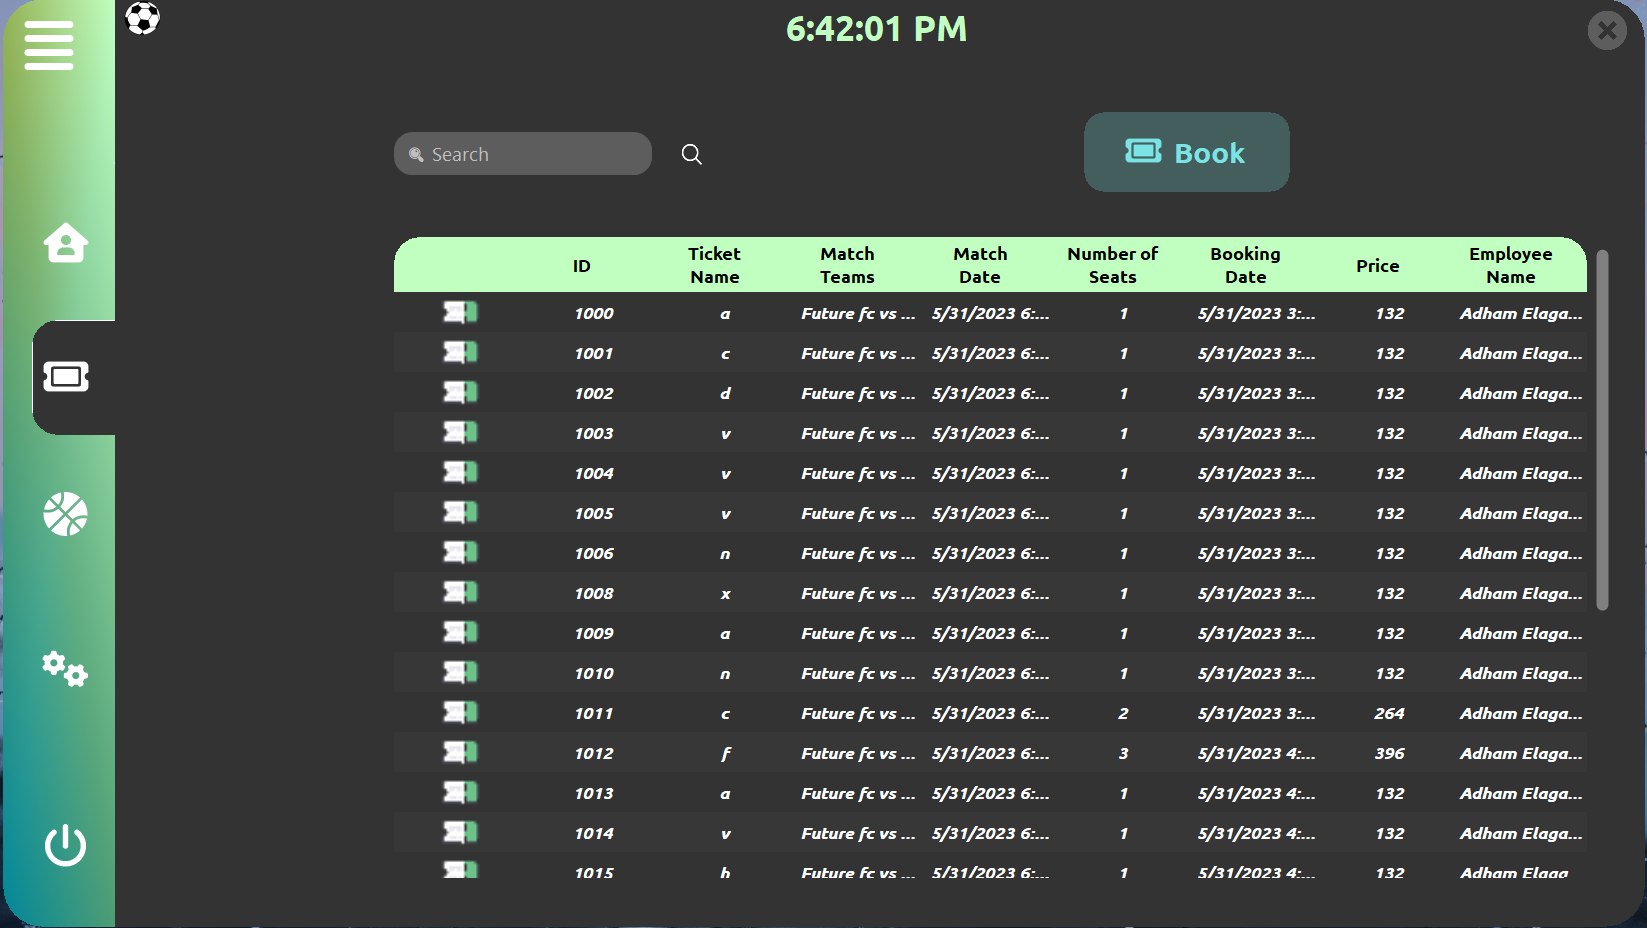 6:42:01 PM
Search
Book
ID Ticket Name Match Teams Match Date Number of Seats Booking Date Price Employee Name
1000 a Future fc vs ... 5/31/2023 6:... 1 5/31/2023 3:... 132 Adham Elaga...
1001 c Future fc vs ... 5/31/2023 6:... 1 5/31/2023 3:... 132 Adham Elaga...
1002 d Future fc vs ... 5/31/2023 6:... 1 5/31/2023 3:... 132 Adham Elaga...
1003 v Future fc vs ... 5/31/2023 6:... 1 5/31/2023 3:... 132 Adham Elaga...
1004 v Future fc vs ... 5/31/2023 6:... 1 5/31/2023 3:... 132 Adham Elaga...
1005 v Future fc vs ... 5/31/2023 6:... 1 5/31/2023 3:... 132 Adham Elaga...
1006 n Future fc vs ... 5/31/2023 6:... 1 5/31/2023 3:... 132 Adham Elaga...
1008 x Future fc vs ... 5/31/2023 6:... 1 5/31/2023 3:... 132 Adham Elaga...
1009 a Future fc vs ... 5/31/2023 6:... 1 5/31/2023 3:... 132 Adham Elaga...
1010 n Future fc vs ... 5/31/2023 6:... 1 5/31/2023 3:... 132 Adham Elaga...
1011 c Future fc vs ... 5/31/2023 6:... 2 5/31/2023 3:... 264 Adham Elaga...
1012 f Future fc vs ... 5/31/2023 6:... 3 5/31/2023 4:... 396 Adham Elaga...
1013 a Future fc vs ... 5/31/2023 6:... 1 5/31/2023 4:... 132 Adham Elaga...
1014 v Future fc vs ... 5/31/2023 6:... 1 5/31/2023 4:... 132 Adham Elaga...
1015 h Future fc vs ... 5/31/2023 6:... 1 5/31/2023 4:... 132 Adham Elaga